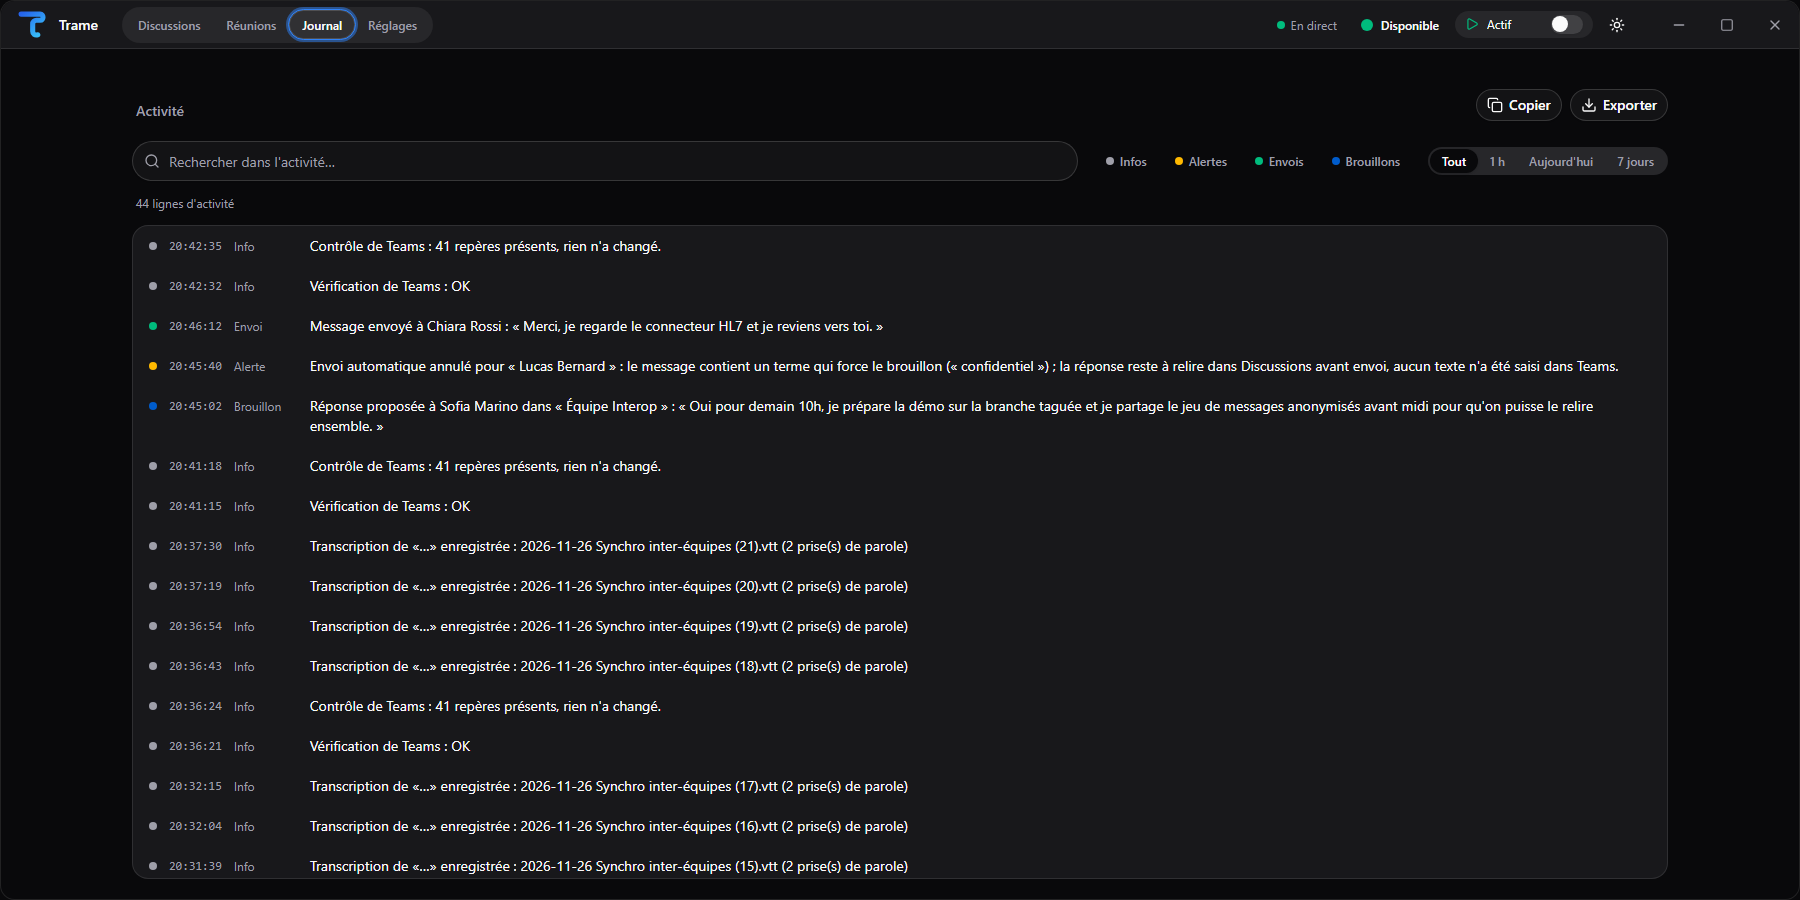 Trame
Discussions
Réunions
Journal
Réglages
En direct
Disponible
Actif
Activité
Copier
Exporter
Rechercher dans l'activité...
Infos
Alertes
Envois
Brouillons
Tout
1 h
Aujourd'hui
7 jours
44 lignes d'activité
20:42:35 Info Contrôle de Teams : 41 repères présents, rien n'a changé.
20:42:32 Info Vérification de Teams : OK
20:46:12 Envoi Message envoyé à Chiara Rossi : « Merci, je regarde le connecteur HL7 et je reviens vers toi. »
20:45:40 Alerte Envoi automatique annulé pour « Lucas Bernard » : le message contient un terme qui force le brouillon (« confidentiel ») ; la réponse reste à relire dans Discussions avant envoi, aucun texte n'a été saisi dans Teams.
20:45:02 Brouillon Réponse proposée à Sofia Marino dans « Équipe Interop » : « Oui pour demain 10h, je prépare la démo sur la branche taguée et je partage le jeu de messages anonymisés avant midi pour qu'on puisse le relire
ensemble. »
20:41:18 Info Contrôle de Teams : 41 repères présents, rien n'a changé.
20:41:15 Info Vérification de Teams : OK
20:37:30 Info Transcription de «...» enregistrée : 2026-11-26 Synchro inter-équipes (21).vtt (2 prise(s) de parole)
20:37:19 Info Transcription de «...» enregistrée : 2026-11-26 Synchro inter-équipes (20).vtt (2 prise(s) de parole)
20:36:54 Info Transcription de «...» enregistrée : 2026-11-26 Synchro inter-équipes (19).vtt (2 prise(s) de parole)
20:36:43 Info Transcription de «...» enregistrée : 2026-11-26 Synchro inter-équipes (18).vtt (2 prise(s) de parole)
20:36:24 Info Contrôle de Teams : 41 repères présents, rien n'a changé.
20:36:21 Info Vérification de Teams : OK
20:32:15 Info Transcription de «...» enregistrée : 2026-11-26 Synchro inter-équipes (17).vtt (2 prise(s) de parole)
20:32:04 Info Transcription de «...» enregistrée : 2026-11-26 Synchro inter-équipes (16).vtt (2 prise(s) de parole)
20:31:39 Info Transcription de «...» enregistrée : 2026-11-26 Synchro inter-équipes (15).vtt (2 prise(s) de parole)